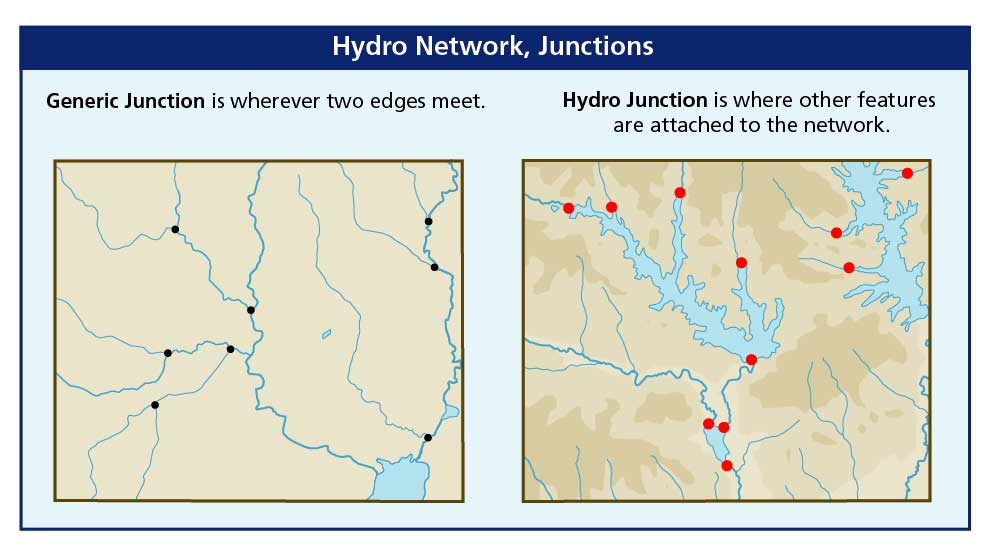 Hydro Network, Junctions
Generic Junction is wherever two edges meet.
Hydro Junction is where other features
are attached to the network.